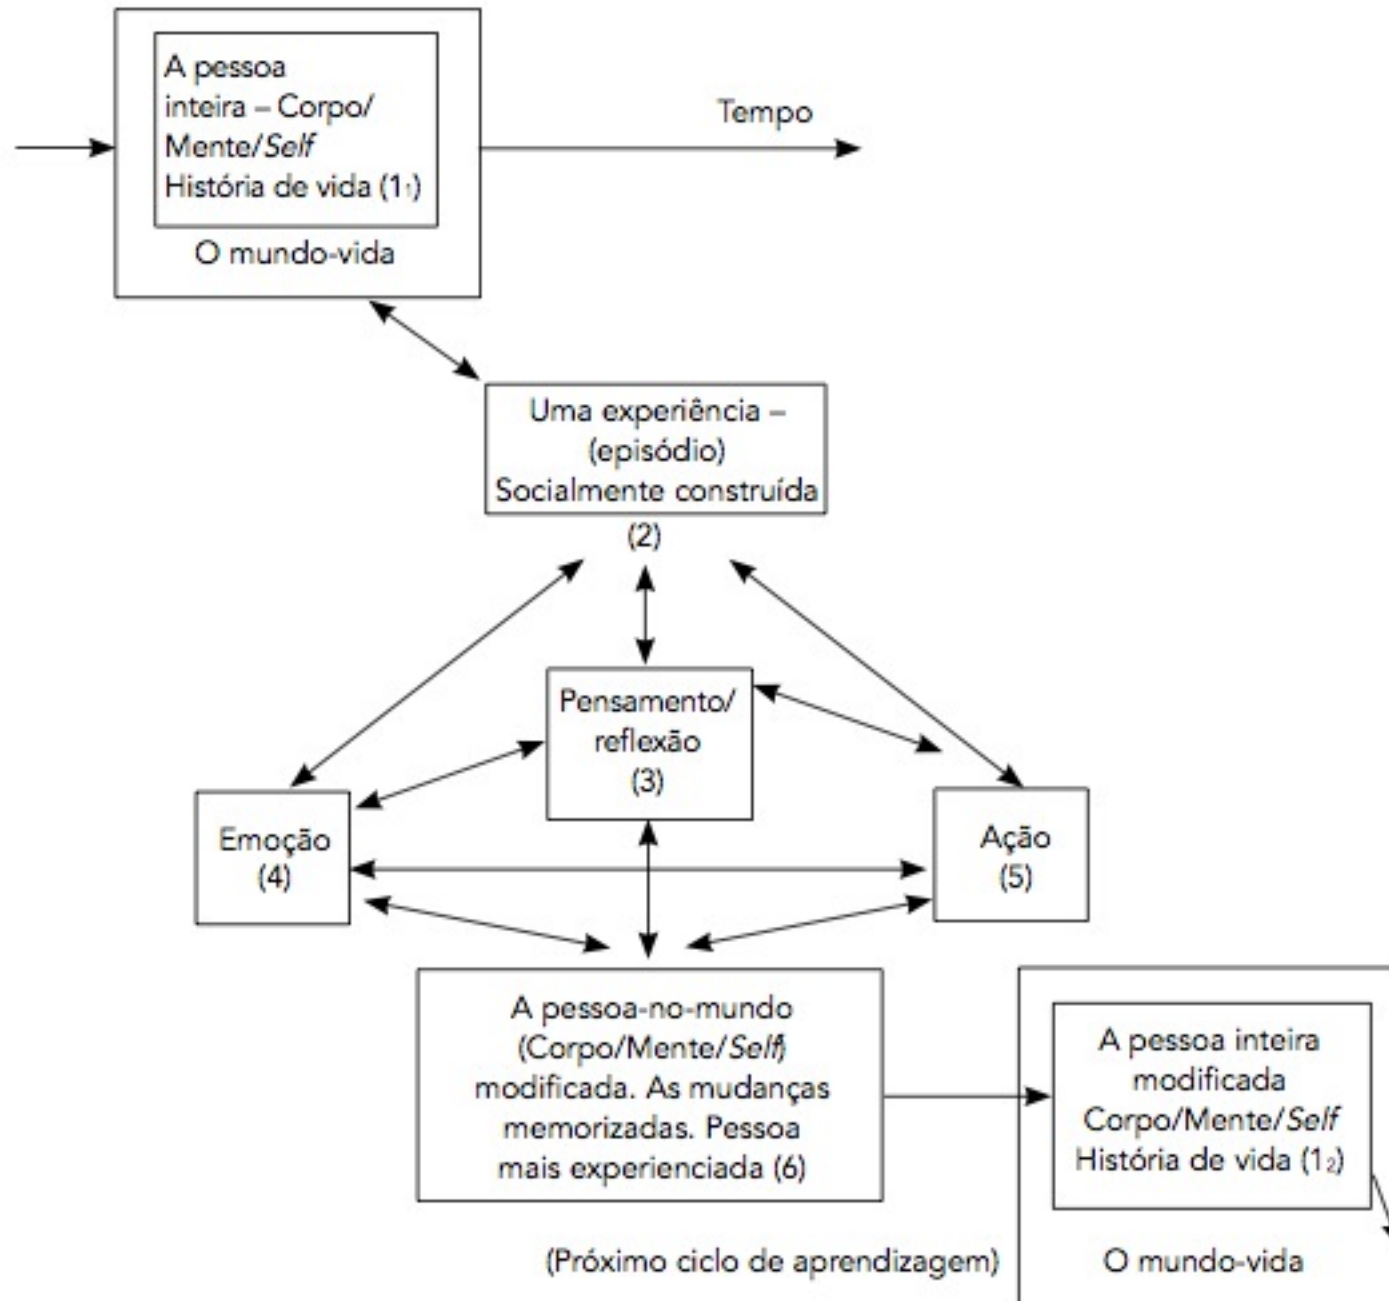 A pessoa
inteira – Corpo/
Mente/Self
História de vida (1₁)
O mundo-vida
Tempo
Uma experiência –
(episódio)
Socialmente construída
(2)
Pensamento/
reflexão
(3)
Emoção
(4)
Ação
(5)
A pessoa-no-mundo
(Corpo/Mente/Self)
modificada. As mudanças
memorizadas. Pessoa
mais experienciada (6)
A pessoa inteira
modificada
Corpo/Mente/Self
História de vida (1₂)
(Próximo ciclo de aprendizagem)
O mundo-vida